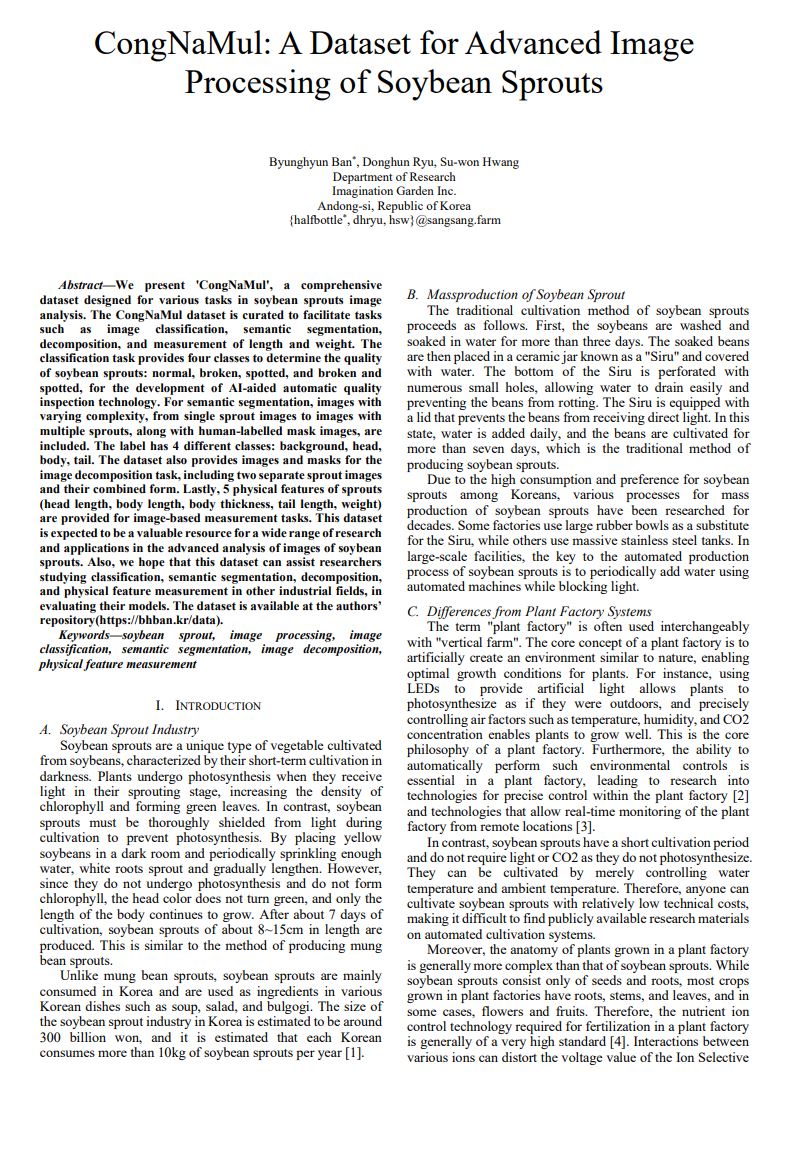 CongNaMul: A Dataset for Advanced Image
Processing of Soybean Sprouts
Byunghyun Ban*, Donghun Ryu, Su-won Hwang
Department of Research
Imagination Garden Inc.
Andong-si, Republic of Korea
{halfbottle*, dhryu, hsw}@sangsang.farm
Abstract—We present 'CongNaMul', a comprehensive
dataset designed for various tasks in soybean sprouts image
analysis. The CongNaMul dataset is curated to facilitate tasks
such as image classification, semantic segmentation,
decomposition, and measurement of length and weight. The
classification task provides four classes to determine the quality
of soybean sprouts: normal, broken, spotted, and broken and
spotted, for the development of AI-aided automatic quality
inspection technology. For semantic segmentation, images with
varying complexity, from single sprout images to images with
multiple sprouts, along with human-labelled mask images, are
included. The label has 4 different classes: background, head,
body, tail. The dataset also provides images and masks for the
image decomposition task, including two separate sprout images
and their combined form. Lastly, 5 physical features of sprouts
(head length, body length, body thickness, tail length, weight)
are provided for image-based measurement tasks. This dataset
is expected to be a valuable resource for a wide range of
research and applications in the advanced analysis of images of soybean
sprouts. Also, we hope that this dataset can assist researchers
studying classification, semantic segmentation, decomposition,
and physical feature measurement in other industrial fields, in
evaluating their models. The dataset is available at the authors'
repository(https://bhban.kr/data).
Keywords—soybean sprout, image processing, image
classification, semantic segmentation, image decomposition,
physical feature measurement
I. INTRODUCTION
A. Soybean Sprout Industry
Soybean sprouts are a unique type of vegetable cultivated
from soybeans, characterized by their short-term cultivation in
darkness. Plants undergo photosynthesis when they receive
light in their sprouting stage, increasing the density of
chlorophyll and forming green leaves. In contrast, soybean
sprouts must be thoroughly shielded from light during
cultivation to prevent photosynthesis. By placing yellow
soybeans in a dark room and periodically sprinkling enough
water, white roots sprout and gradually lengthen. However,
since they do not undergo photosynthesis and do not form
chlorophyll, the head color does not turn green, and only the
length of the body continues to grow. After about 7 days of
cultivation, soybean sprouts of about 8~15cm in length are
produced. This is similar to the method of producing mung
bean sprouts.
Unlike mung bean sprouts, soybean sprouts are mainly
consumed in Korea and are used as ingredients in various
Korean dishes such as soup, salad, and bulgogi. The size of
the soybean sprout industry in Korea is estimated to be around
300 billion won, and it is estimated that each Korean
consumes more than 10kg of soybean sprouts per year [1].
B. Massproduction of Soybean Sprout
The traditional cultivation method of soybean sprouts
proceeds as follows. First, the soybeans are washed and
soaked in water for more than three days. The soaked beans
are then placed in a ceramic jar known as a "Siru" and covered
with water. The bottom of the Siru is perforated with
numerous small holes, allowing water to drain easily and
preventing the beans from rotting. The Siru is equipped with
a lid that prevents the beans from receiving direct light. In this
state, water is added daily, and the beans are cultivated for
more than seven days, which is the traditional method of
producing soybean sprouts.
Due to the high consumption and preference for soybean
sprouts among Koreans, various processes for mass
production of soybean sprouts have been researched for
decades. Some factories use large rubber bowls as a substitute
for the Siru, while others use massive stainless steel tanks. In
large-scale facilities, the key to the automated production
process of soybean sprouts is to periodically add water using
automated machines while blocking light.
C. Differences from Plant Factory Systems
The term "plant factory" is often used interchangeably
with "vertical farm". The core concept of a plant factory is to
artificially create an environment similar to nature, enabling
optimal growth conditions for plants. For instance, using
LEDs to provide artificial light allows plants to
photosynthesize as if they were outdoors, and precisely
controlling air factors such as temperature, humidity, and CO2
concentration enables plants to grow well. This is the core
philosophy of a plant factory. Furthermore, the ability to
automatically perform such environmental controls is
essential in a plant factory, leading to research into
technologies for precise control within the plant factory [2]
and technologies that allow real-time monitoring of the plant
factory from remote locations [3].
In contrast, soybean sprouts have a short cultivation period
and do not require light or CO2 as they do not photosynthesize.
They can be cultivated by merely controlling water
temperature and ambient temperature. Therefore, anyone can
cultivate soybean sprouts with relatively low technical costs,
making it difficult to find publicly available research materials
on automated cultivation systems.
Moreover, the anatomy of plants grown in a plant factory
is generally more complex than that of soybean sprouts. While
soybean sprouts consist only of seeds and roots, most crops
grown in plant factories have roots, stems, and leaves, and in
some cases, flowers and fruits. Therefore, the nutrient ion
control technology required for fertilization in a plant factory
is generally of a very high standard [4]. Interactions between
various ions can distort the voltage value of the Ion Selective